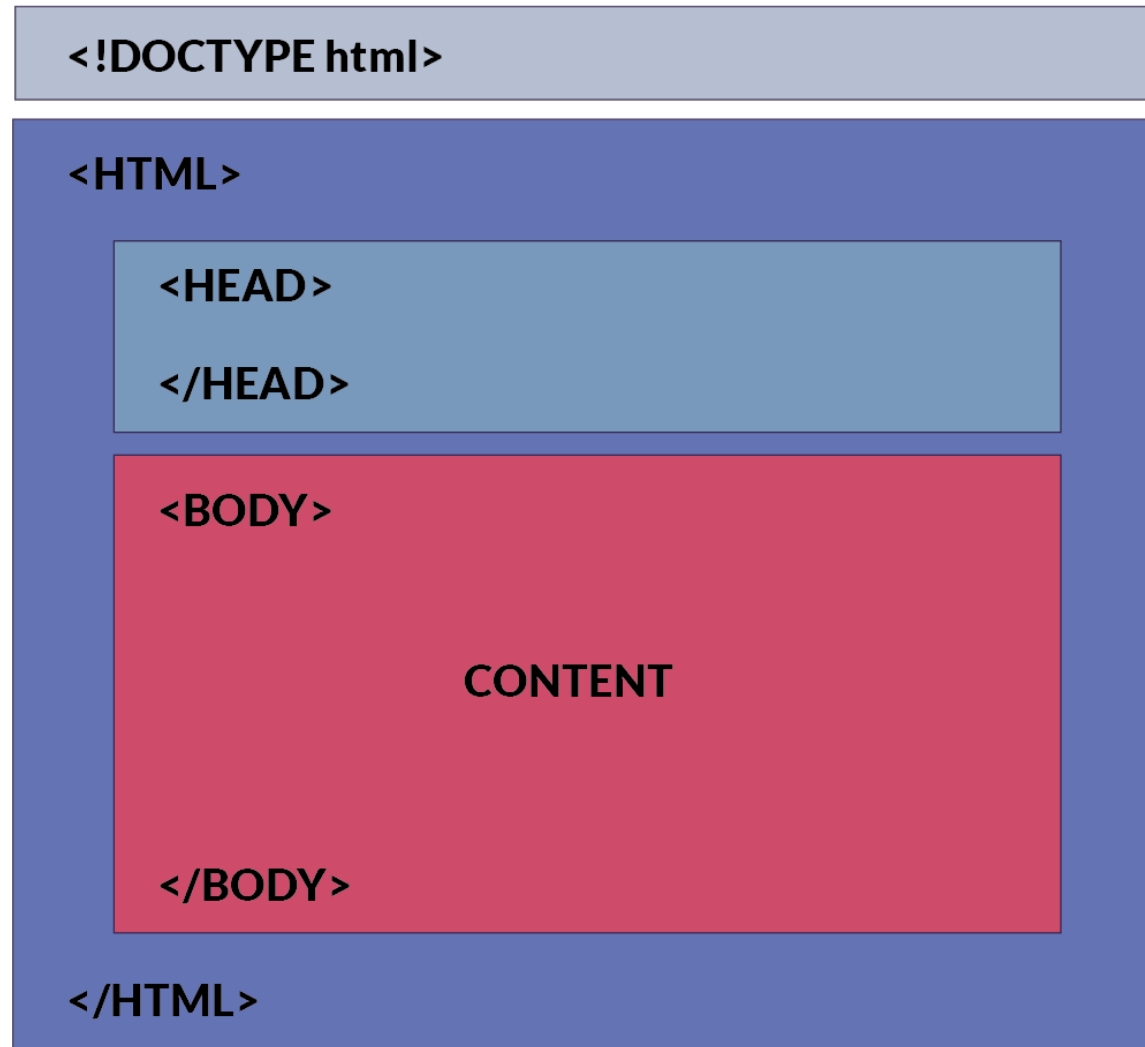 <!DOCTYPE html>
<HTML>
<HEAD>
</HEAD>
<BODY>
CONTENT
</BODY>
</HTML>